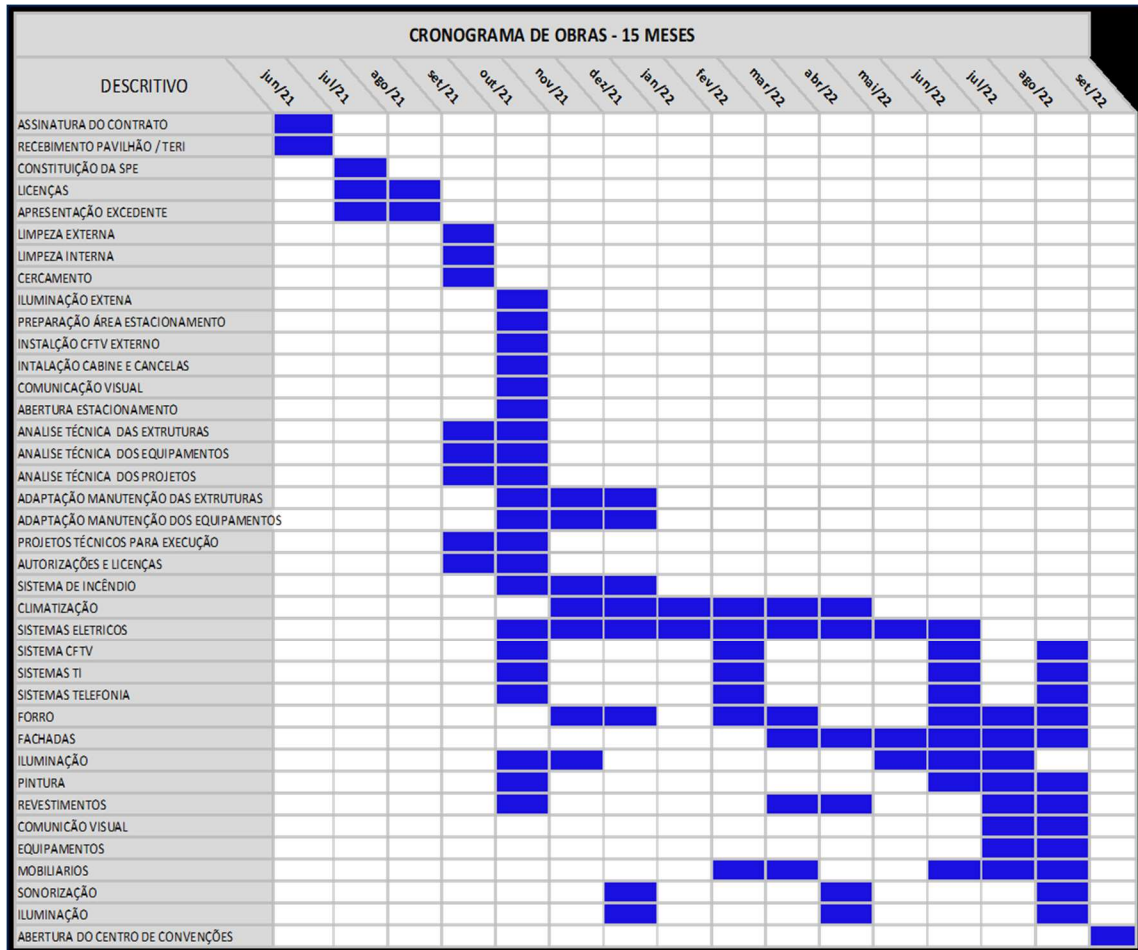 CRONOGRAMA DE OBRAS - 15 MESES
DESCRITIVO jun/21 jul/21 ago/21 set/21 out/21 nov/21 dez/21 jan/22 fev/22 mar/22 abr/22 mai/22 jun/22 jul/22 ago/22 set/22
ASSINATURA DO CONTRATO
RECEBIMENTO PAVILHÃO / TERI
CONSTITUIÇÃO DA SPE
LICENÇAS
APRESENTAÇÃO EXCEDENTE
LIMPEZA EXTERNA
LIMPEZA INTERNA
CERCAMENTO
ILUMINAÇÃO EXTENA
PREPARAÇÃO ÁREA ESTACIONAMENTO
INSTALÇÃO CFTV EXTERNO
INTALAÇÃO CABINE E CANCELAS
COMUNICAÇÃO VISUAL
ABERTURA ESTACIONAMENTO
ANALISE TÉCNICA DAS EXTRUTURAS
ANALISE TÉCNICA DOS EQUIPAMENTOS
ANALISE TÉCNICA DOS PROJETOS
ADAPTAÇÃO MANUTENÇÃO DAS EXTRUTURAS
ADAPTAÇÃO MANUTENÇÃO DOS EQUIPAMENTOS
PROJETOS TÉCNICOS PARA EXECUÇÃO
AUTORIZAÇÕES E LICENÇAS
SISTEMA DE INCÊNDIO
CLIMATIZAÇÃO
SISTEMAS ELETRICOS
SISTEMA CFTV
SISTEMAS TI
SISTEMAS TELEFONIA
FORRO
FACHADAS
ILUMINAÇÃO
PINTURA
REVESTIMENTOS
COMUNICÃO VISUAL
EQUIPAMENTOS
MOBILIARIOS
SONORIZAÇÃO
ILUMINAÇÃO
ABERTURA DO CENTRO DE CONVENÇÕES